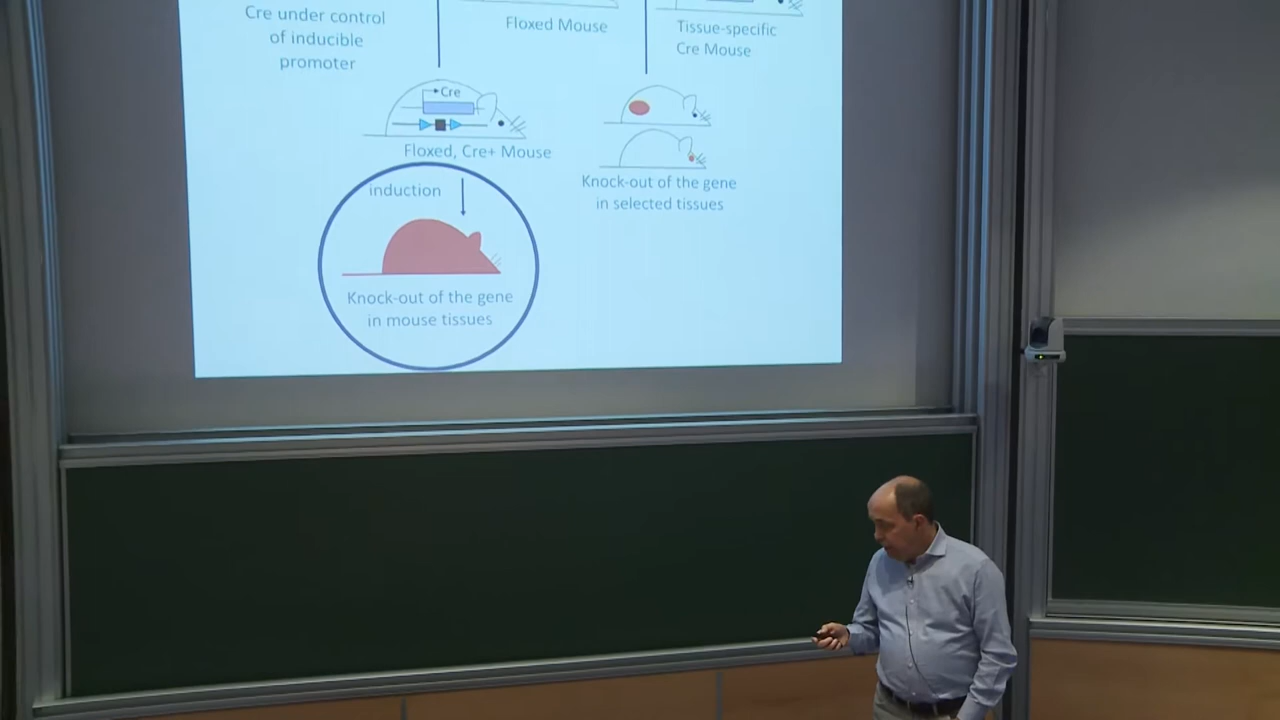 Cre under control
of inducible
promoter
Floxed Mouse
Tissue-specific
Cre Mouse
Cre
Floxed, Cre+ Mouse
induction
Knock-out of the gene
in mouse tissues
Knock-out of the gene
in selected tissues